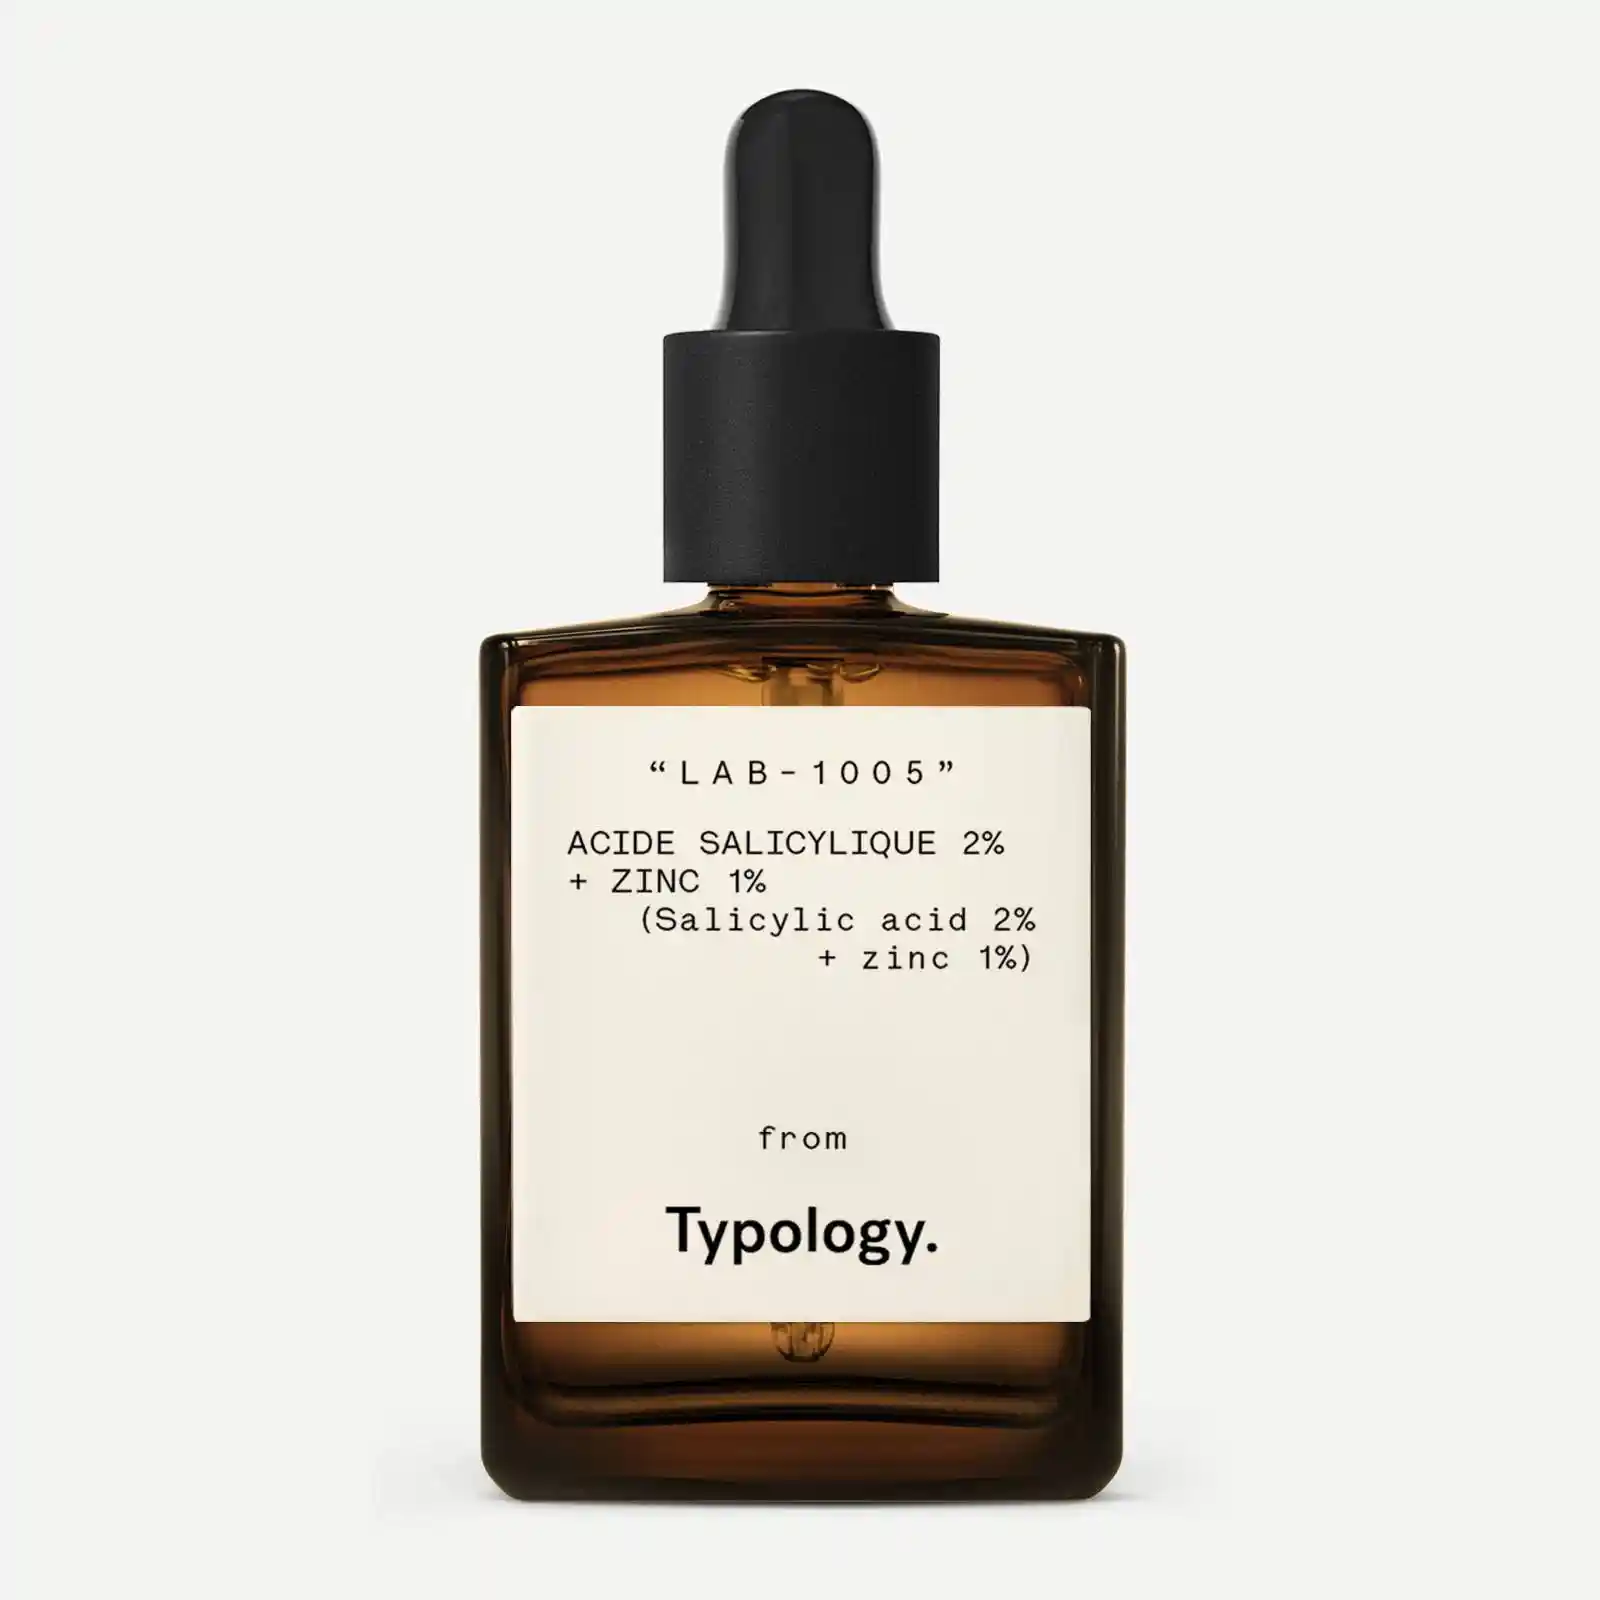 “LAB-1005”
ACIDE SALICYLIQUE 2%
+ ZINC 1%
(Salicylic acid 2%
+ zinc 1%)
from
Typology.